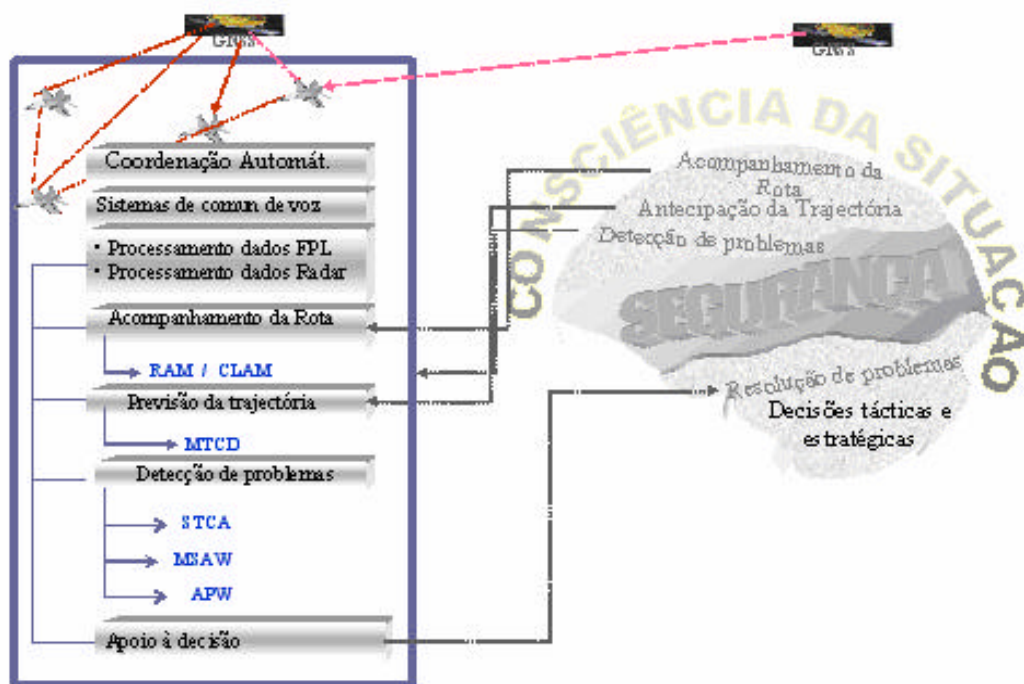 GNSS
GNSS
Coordenação Automát.
Sistemas de comun de voz
• Processamento dados FPL
• Processamento dados Radar
Acompanhamento da Rota
RAM / CLAM
Previsão da trajectória
MTCD
Detecção de problemas
STCA
MSAW
APW
Apoio à decisão
CONSCIÊNCIA DA SITUAÇÃO
Acompanhamento da
Rota
Antecipação da Trajectória
Detecção de problemas
SEGURANÇA
Resolução de problemas
Decisões tácticas e
estratégicas